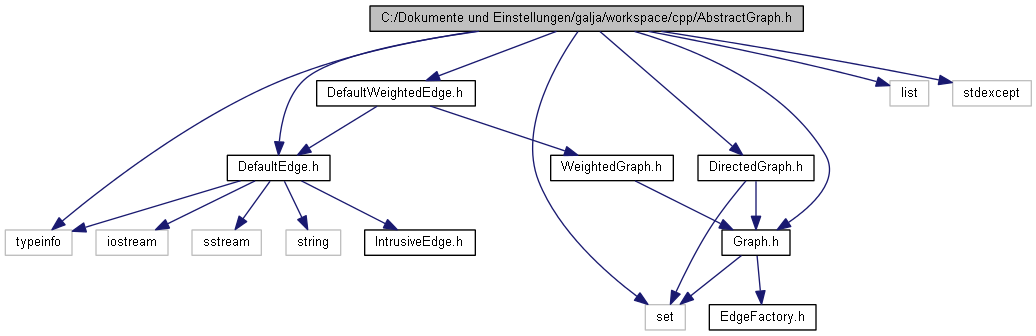 C:/Dokumente und Einstellungen/galja/workspace/cpp/AbstractGraph.h
DefaultWeightedEdge.h
list
stdexcept
DefaultEdge.h
WeightedGraph.h
DirectedGraph.h
typeinfo
iostream
sstream
string
IntrusiveEdge.h
Graph.h
set
EdgeFactory.h